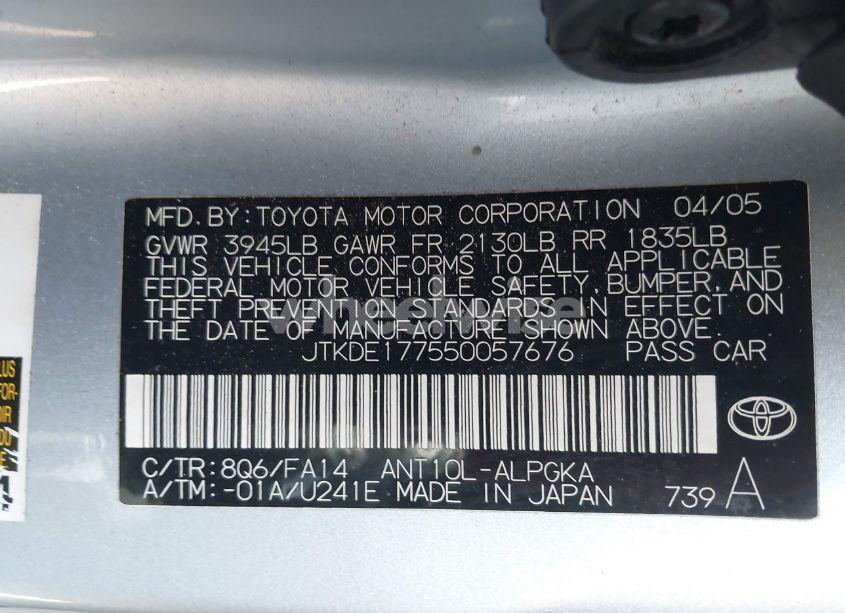 MFD. BY: TOYOTA MOTOR CORPORATION 04/05
GVWR 3945LB GAWR FR 2130LB RR 1835LB
THIS VEHICLE CONFORMS TO ALL APPLICABLE
FEDERAL MOTOR VEHICLE SAFETY, BUMPER, AND
THEFT PREVENTION STANDARDS IN EFFECT ON
THE DATE OF MANUFACTURE SHOWN ABOVE.
JTKDE177550057676 PASS CAR
C/TR: 8Q6/FA14 ANT10L-ALPGKA
A/TM: -01A/U241E MADE IN JAPAN 739 A